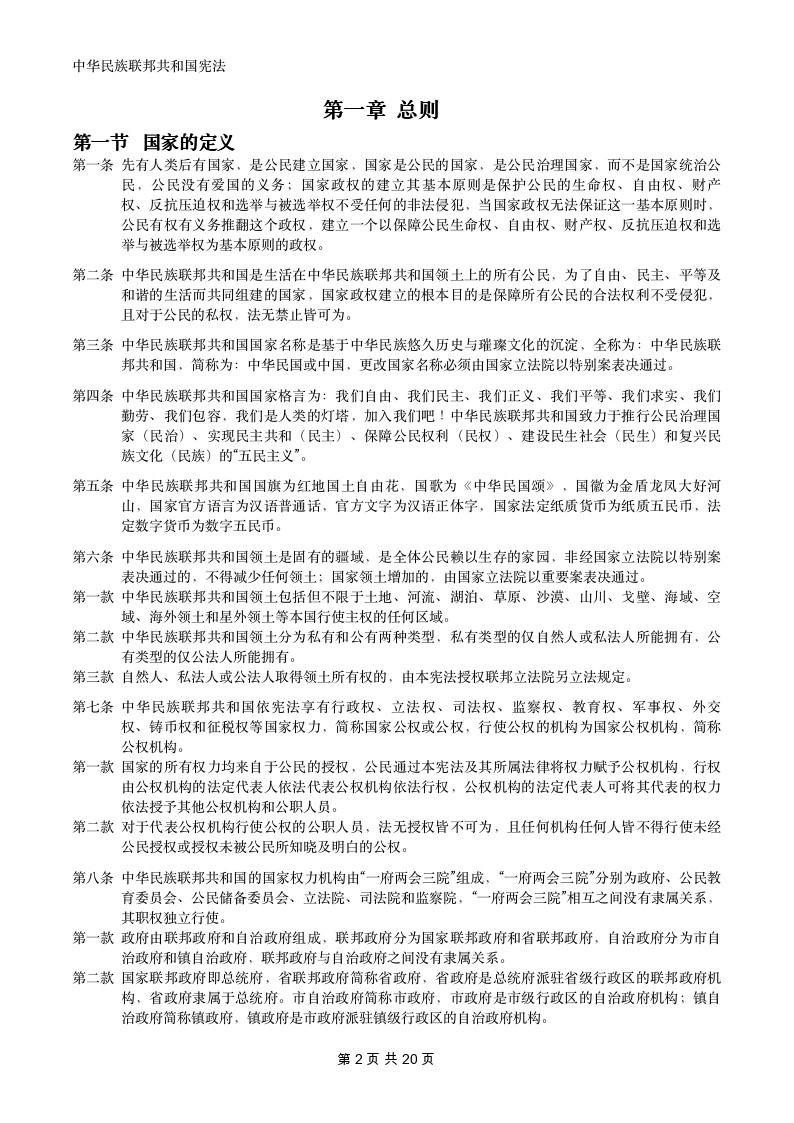 中华民族联邦共和国宪法
第一章 总则
第一节 国家的定义
第一条 先有人类后有国家，是公民建立国家，国家是公民的国家，是公民治理国家，而不是国家统治公
民，公民没有爱国的义务；国家政权的建立其基本原则是保护公民的生命权、自由权、财产
权、反抗压迫权和选举与被选举权不受任何的非法侵犯，当国家政权无法保证这一基本原则时，
公民有权有义务推翻这个政权，建立一个以保障公民生命权、自由权、财产权、反抗压迫权和选
举与被选举权为基本原则的政权。
第二条 中华民族联邦共和国是生活在中华民族联邦共和国领土上的所有公民，为了自由、民主、平等及
和谐的生活而共同组建的国家，国家政权建立的根本目的是保障所有公民的合法权利不受侵犯，
且对于公民的私权，法无禁止皆可为。
第三条 中华民族联邦共和国国家名称是基于中华民族悠久历史与璀璨文化的沉淀，全称为：中华民族联
邦共和国，简称为：中华民国或中国，更改国家名称必须由国家立法院以特别案表决通过。
第四条 中华民族联邦共和国国家格言为：我们自由、我们民主、我们正义、我们平等、我们求实、我们
勤劳、我们包容，我们是人类的灯塔，加入我们吧！中华民族联邦共和国致力于推行公民治理国
家（民治）、实现民主共和（民主）、保障公民权利（民权）、建设民生社会（民生）和复兴民
族文化（民族）的“五民主义”。
第五条 中华民族联邦共和国国旗为红地国土自由花，国歌为《中华民国颂》，国徽为金盾龙凤大好河
山，国家官方语言为汉语普通话，官方文字为汉语正体字，国家法定纸质货币为纸质五民币，法
定数字货币为数字五民币。
第六条 中华民族联邦共和国领土是固有的疆域，是全体公民赖以生存的家园，非经国家立法院以特别案
表决通过的，不得减少任何领土；国家领土增加的，由国家立法院以重要案表决通过。
第一款 中华民族联邦共和国领土包括但不限于土地、河流、湖泊、草原、沙漠、山川、戈壁、海域、空
域、海外领土和星外领土等本国行使主权的任何区域。
第二款 中华民族联邦共和国领土分为私有和公有两种类型，私有类型的仅自然人或私法人所能拥有，公
有类型的仅公法人所能拥有。
第三款 自然人、私法人或公法人取得领土所有权的，由本宪法授权联邦立法院另立法规定。
第七条 中华民族联邦共和国依宪法享有行政权、立法权、司法权、监察权、教育权、军事权、外交
权、铸币权和征税权等国家权力，简称国家公权或公权，行使公权的机构为国家公权机构，简称
公权机构。
第一款 国家的所有权力均来自于公民的授权，公民通过本宪法及其所属法律将权力赋予公权机构，行权
由公权机构的法定代表人依法代表公权机构依法行权，公权机构的法定代表人可将其代表的权力
依法授予其他公权机构和公职人员。
第二款 对于代表公权机构行使公权的公职人员，法无授权皆不可为，且任何机构任何人皆不得行使未经
公民授权或授权未被公民所知晓及明白的公权。
第八条 中华民族联邦共和国的国家权力机构由“一府两会三院”组成，“一府两会三院”分别为政府、公民教
育委员会、公民储备委员会、立法院、司法院和监察院，“一府两会三院”相互之间没有隶属关系，
其职权独立行使。
第一款 政府由联邦政府和自治政府组成，联邦政府分为国家联邦政府和省联邦政府，自治政府分为市自
治政府和镇自治政府，联邦政府与自治政府之间没有隶属关系。
第二款 国家联邦政府即总统府，省联邦政府简称省政府，省政府是总统府派驻省级行政区的联邦政府机
构，省政府隶属于总统府。市自治政府简称市政府，市政府是市级行政区的自治政府机构；镇自
治政府简称镇政府，镇政府是市政府派驻镇级行政区的自治政府机构。
第 2 页 共 20 页